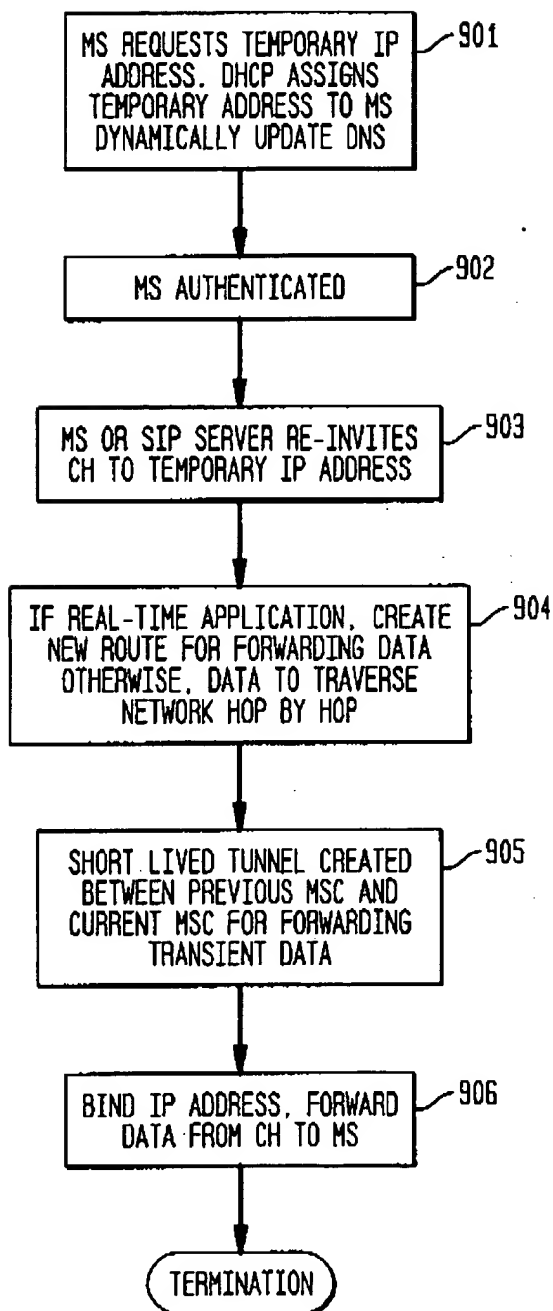 MS REQUESTS TEMPORARY IP
ADDRESS. DHCP ASSIGNS
TEMPORARY ADDRESS TO MS
DYNAMICALLY UPDATE DNS
901
MS AUTHENTICATED
902
MS OR SIP SERVER RE-INVITES
CH TO TEMPORARY IP ADDRESS
903
IF REAL-TIME APPLICATION, CREATE
NEW ROUTE FOR FORWARDING DATA
OTHERWISE, DATA TO TRAVERSE
NETWORK HOP BY HOP
904
SHORT LIVED TUNNEL CREATED
BETWEEN PREVIOUS MSC AND
CURRENT MSC FOR FORWARDING
TRANSIENT DATA
905
BIND IP ADDRESS, FORWARD
DATA FROM CH TO MS
906
TERMINATION